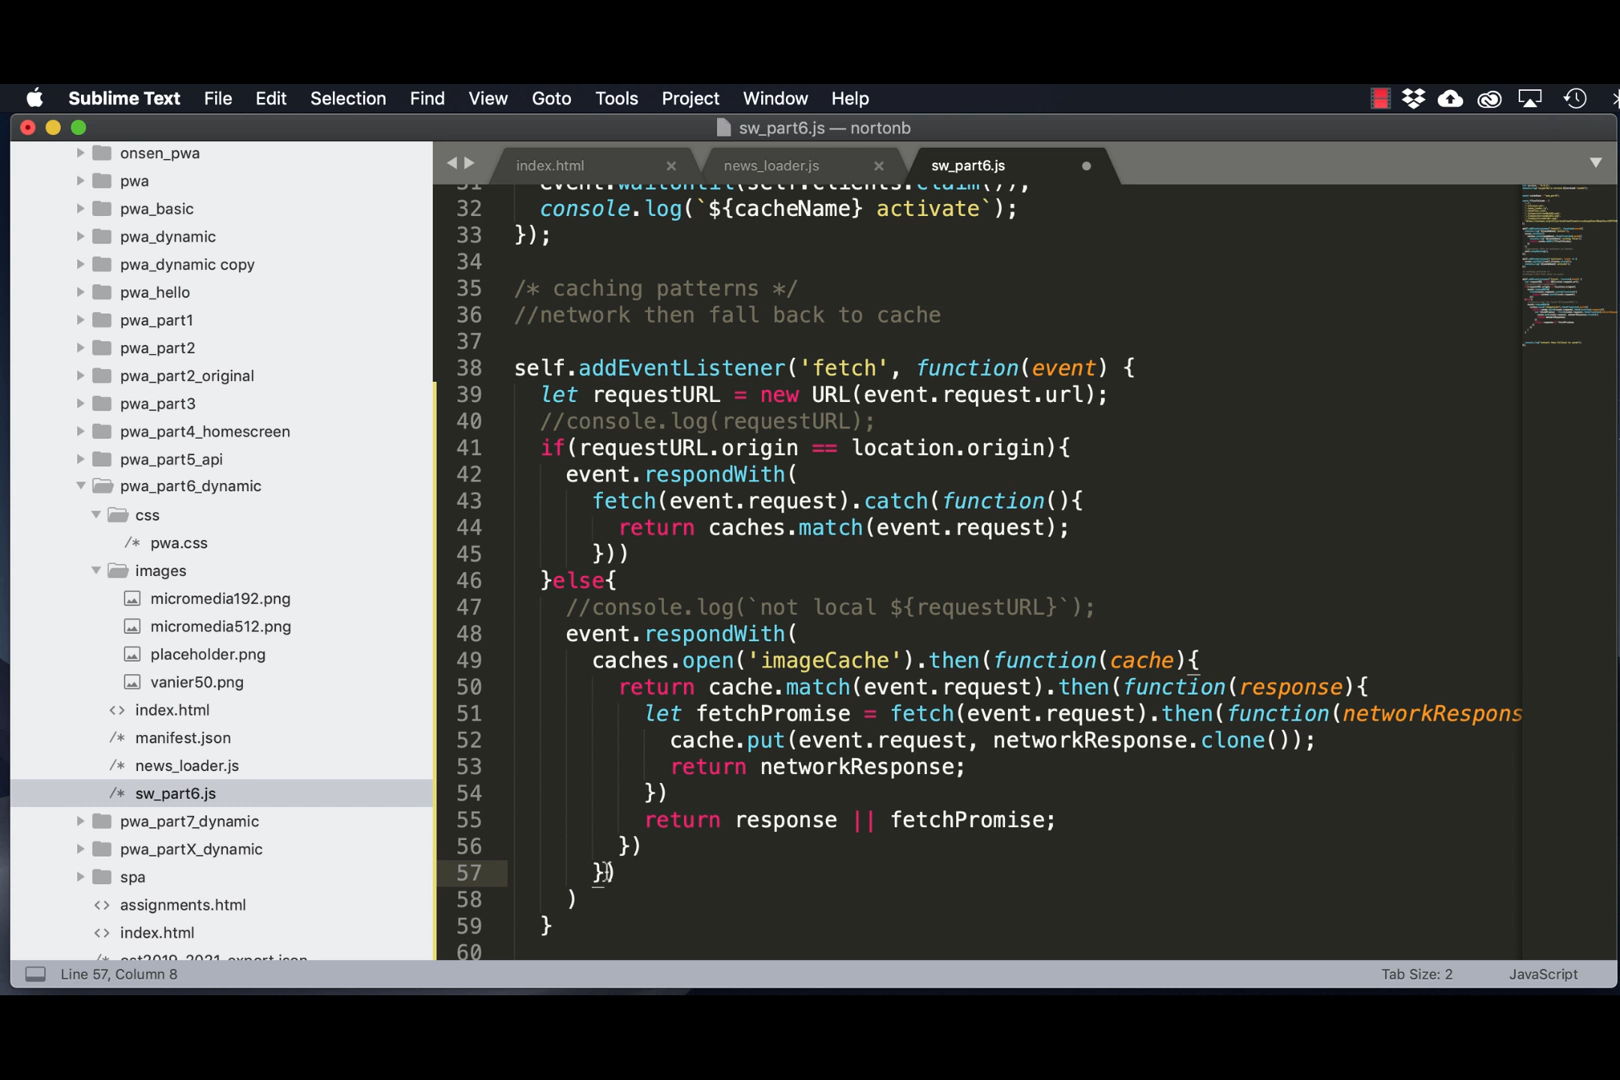 Sublime Text File Edit Selection Find View Goto Tools Project Window Help
sw_part6.js — nortonb
onsen_pwa
pwa
pwa_basic
pwa_dynamic
pwa_dynamic copy
pwa_hello
pwa_part1
pwa_part2
pwa_part2_original
pwa_part3
pwa_part4_homescreen
pwa_part5_api
pwa_part6_dynamic
css
/* pwa.css
images
micromedia192.png
micromedia512.png
placeholder.png
vanier50.png
<> index.html
/* manifest.json
/* news_loader.js
/* sw_part6.js
pwa_part7_dynamic
pwa_partX_dynamic
spa
<> assignments.html
<> index.html
index.html
news_loader.js
sw_part6.js
31 event.waitUntil(self.clients.claim());
32 console.log(`${cacheName} activate`);
33 });
34
35 /* caching patterns */
36 //network then fall back to cache
37
38 self.addEventListener('fetch', function(event) {
39 let requestURL = new URL(event.request.url);
40 //console.log(requestURL);
41 if(requestURL.origin == location.origin){
42 event.respondWith(
43 fetch(event.request).catch(function(){
44 return caches.match(event.request);
45 }))
46 }else{
47 //console.log(`not local ${requestURL}`);
48 event.respondWith(
49 caches.open('imageCache').then(function(cache){
50 return cache.match(event.request).then(function(response){
51 let fetchPromise = fetch(event.request).then(function(networkRespons
52 cache.put(event.request, networkResponse.clone());
53 return networkResponse;
54 })
55 return response || fetchPromise;
56 })
57 })
58 )
59 }
60
Line 57, Column 8
Tab Size: 2
JavaScript